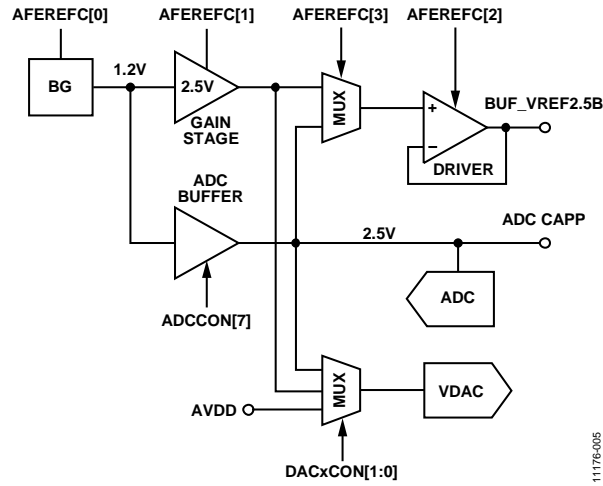 AFEREFC[0] AFEREFC[1] AFEREFC[3] AFEREFC[2]
BG
1.2V
2.5V
GAIN
STAGE
MUX
+
−
DRIVER
BUF_VREF2.5B
ADC
BUFFER
2.5V
ADC CAPP
ADC
ADCCON[7]
MUX
VDAC
AVDD
DACxCON[1:0]
11176-005